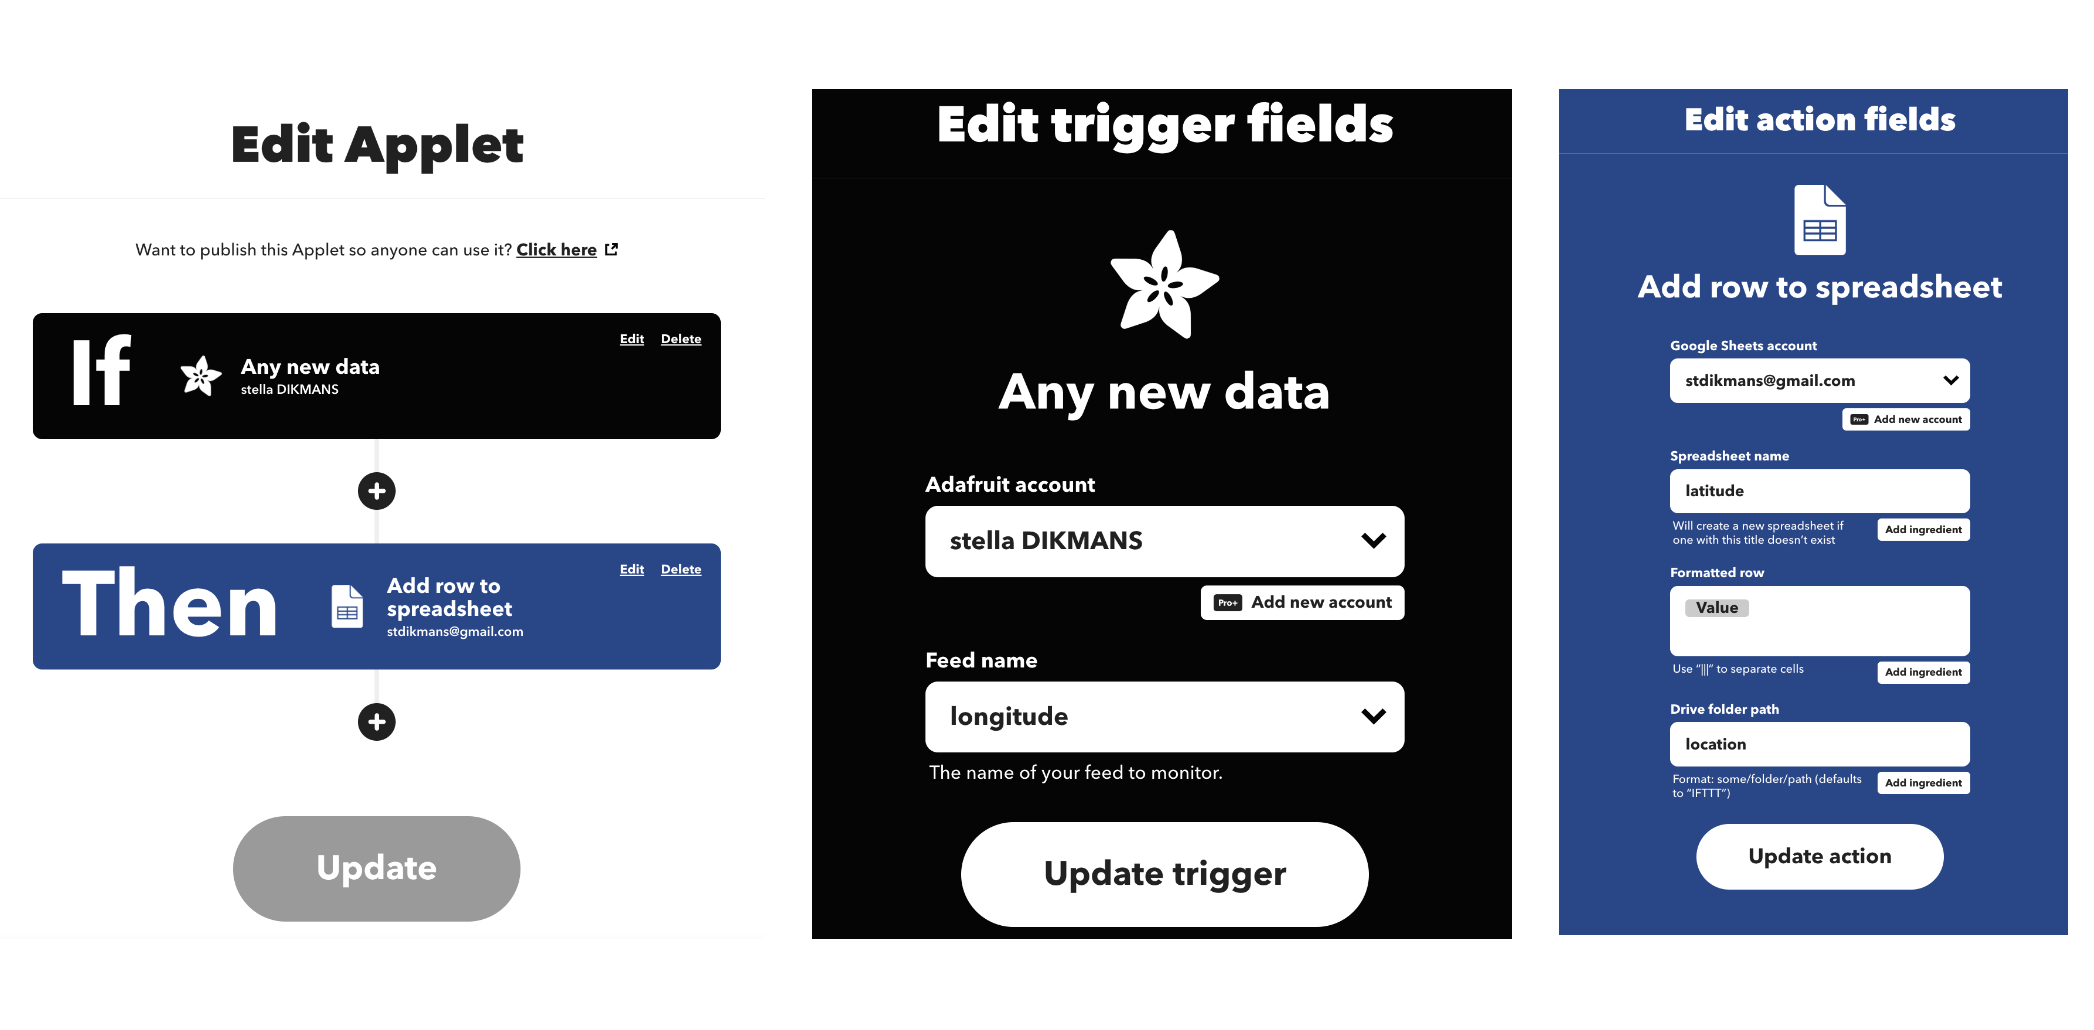 Edit Applet
Want to publish this Applet so anyone can use it? Click here
If
Any new data
stella DIKMANS
Edit Delete
Then
Add row to
spreadsheet
stdikmans@gmail.com
Edit Delete
Update
Edit trigger fields
Any new data
Adafruit account
stella DIKMANS
Pro+ Add new account
Feed name
longitude
The name of your feed to monitor.
Update trigger
Edit action fields
Add row to spreadsheet
Google Sheets account
stdikmans@gmail.com
Pro+ Add new account
Spreadsheet name
latitude
Will create a new spreadsheet if
one with this title doesn't exist
Add ingredient
Formatted row
Value
Use "|||" to separate cells
Add ingredient
Drive folder path
location
Format: some/folder/path (defaults
to "IFTTT")
Add ingredient
Update action